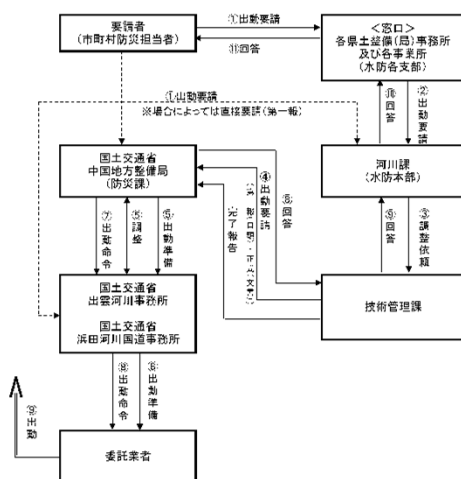 要請者
(市町村防災担当者)
①出動要請
⑪回答
＜窓口＞
各県土整備(局)事務所
及び各事業所
(水防各支部)
①出動要請
※場合によっては直接要請(第一報)
⑪回答
②出動要請
国土交通省
中国地方整備局
(防災課)
④出動要請
完了報告
⑧回答
河川課
(水防本部)
⑦出動命令
⑥調整
⑤出動準備
⑨回答
③調整依頼
国土交通省
出雲河川事務所
国土交通省
浜田河川国道事務所
技術管理課
⑧出動命令
⑥出動準備
⑨出動
委託業者